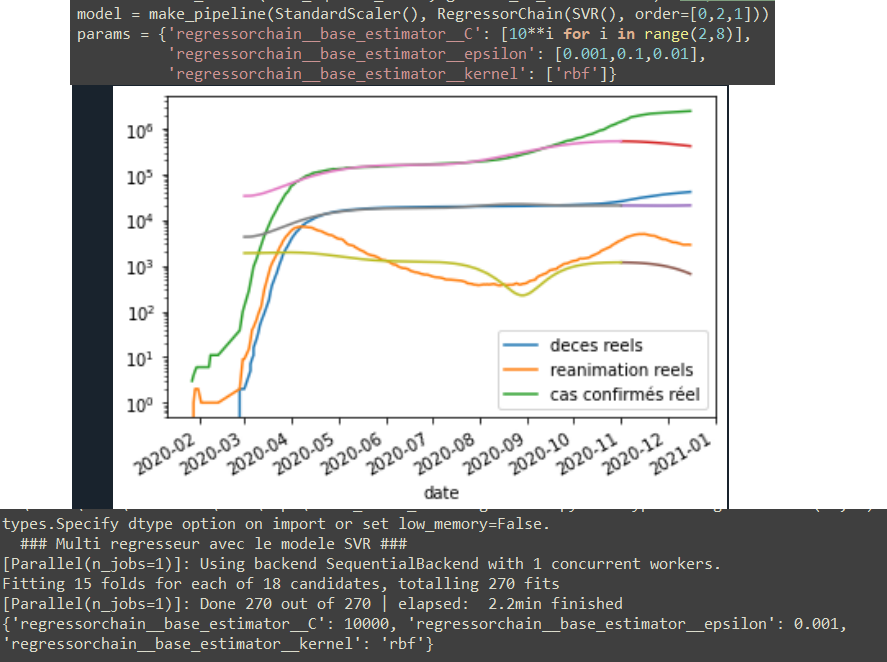 model = make_pipeline(StandardScaler(), RegressorChain(SVR(), order=[0,2,1]))
params = {'regressorchain__base_estimator__C': [10**i for i in range(2,8)],
'regressorchain__base_estimator__epsilon': [0.001,0.1,0.01],
'regressorchain__base_estimator__kernel': ['rbf']}
10⁶
10⁵
10⁴
10³
10²
10¹
10⁰
deces reels
reanimation reels
cas confirmés réel
2020-02
2020-03
2020-04
2020-05
2020-06
2020-07
2020-08
2020-09
2020-10
2020-11
2020-12
2021-01
date
types.Specify dtype option on import or set low_memory=False.
### Multi regresseur avec le modele SVR ###
[Parallel(n_jobs=1)]: Using backend SequentialBackend with 1 concurrent workers.
Fitting 15 folds for each of 18 candidates, totalling 270 fits
[Parallel(n_jobs=1)]: Done 270 out of 270 | elapsed:  2.2min finished
{'regressorchain__base_estimator__C': 10000, 'regressorchain__base_estimator__epsilon': 0.001,
'regressorchain__base_estimator__kernel': 'rbf'}